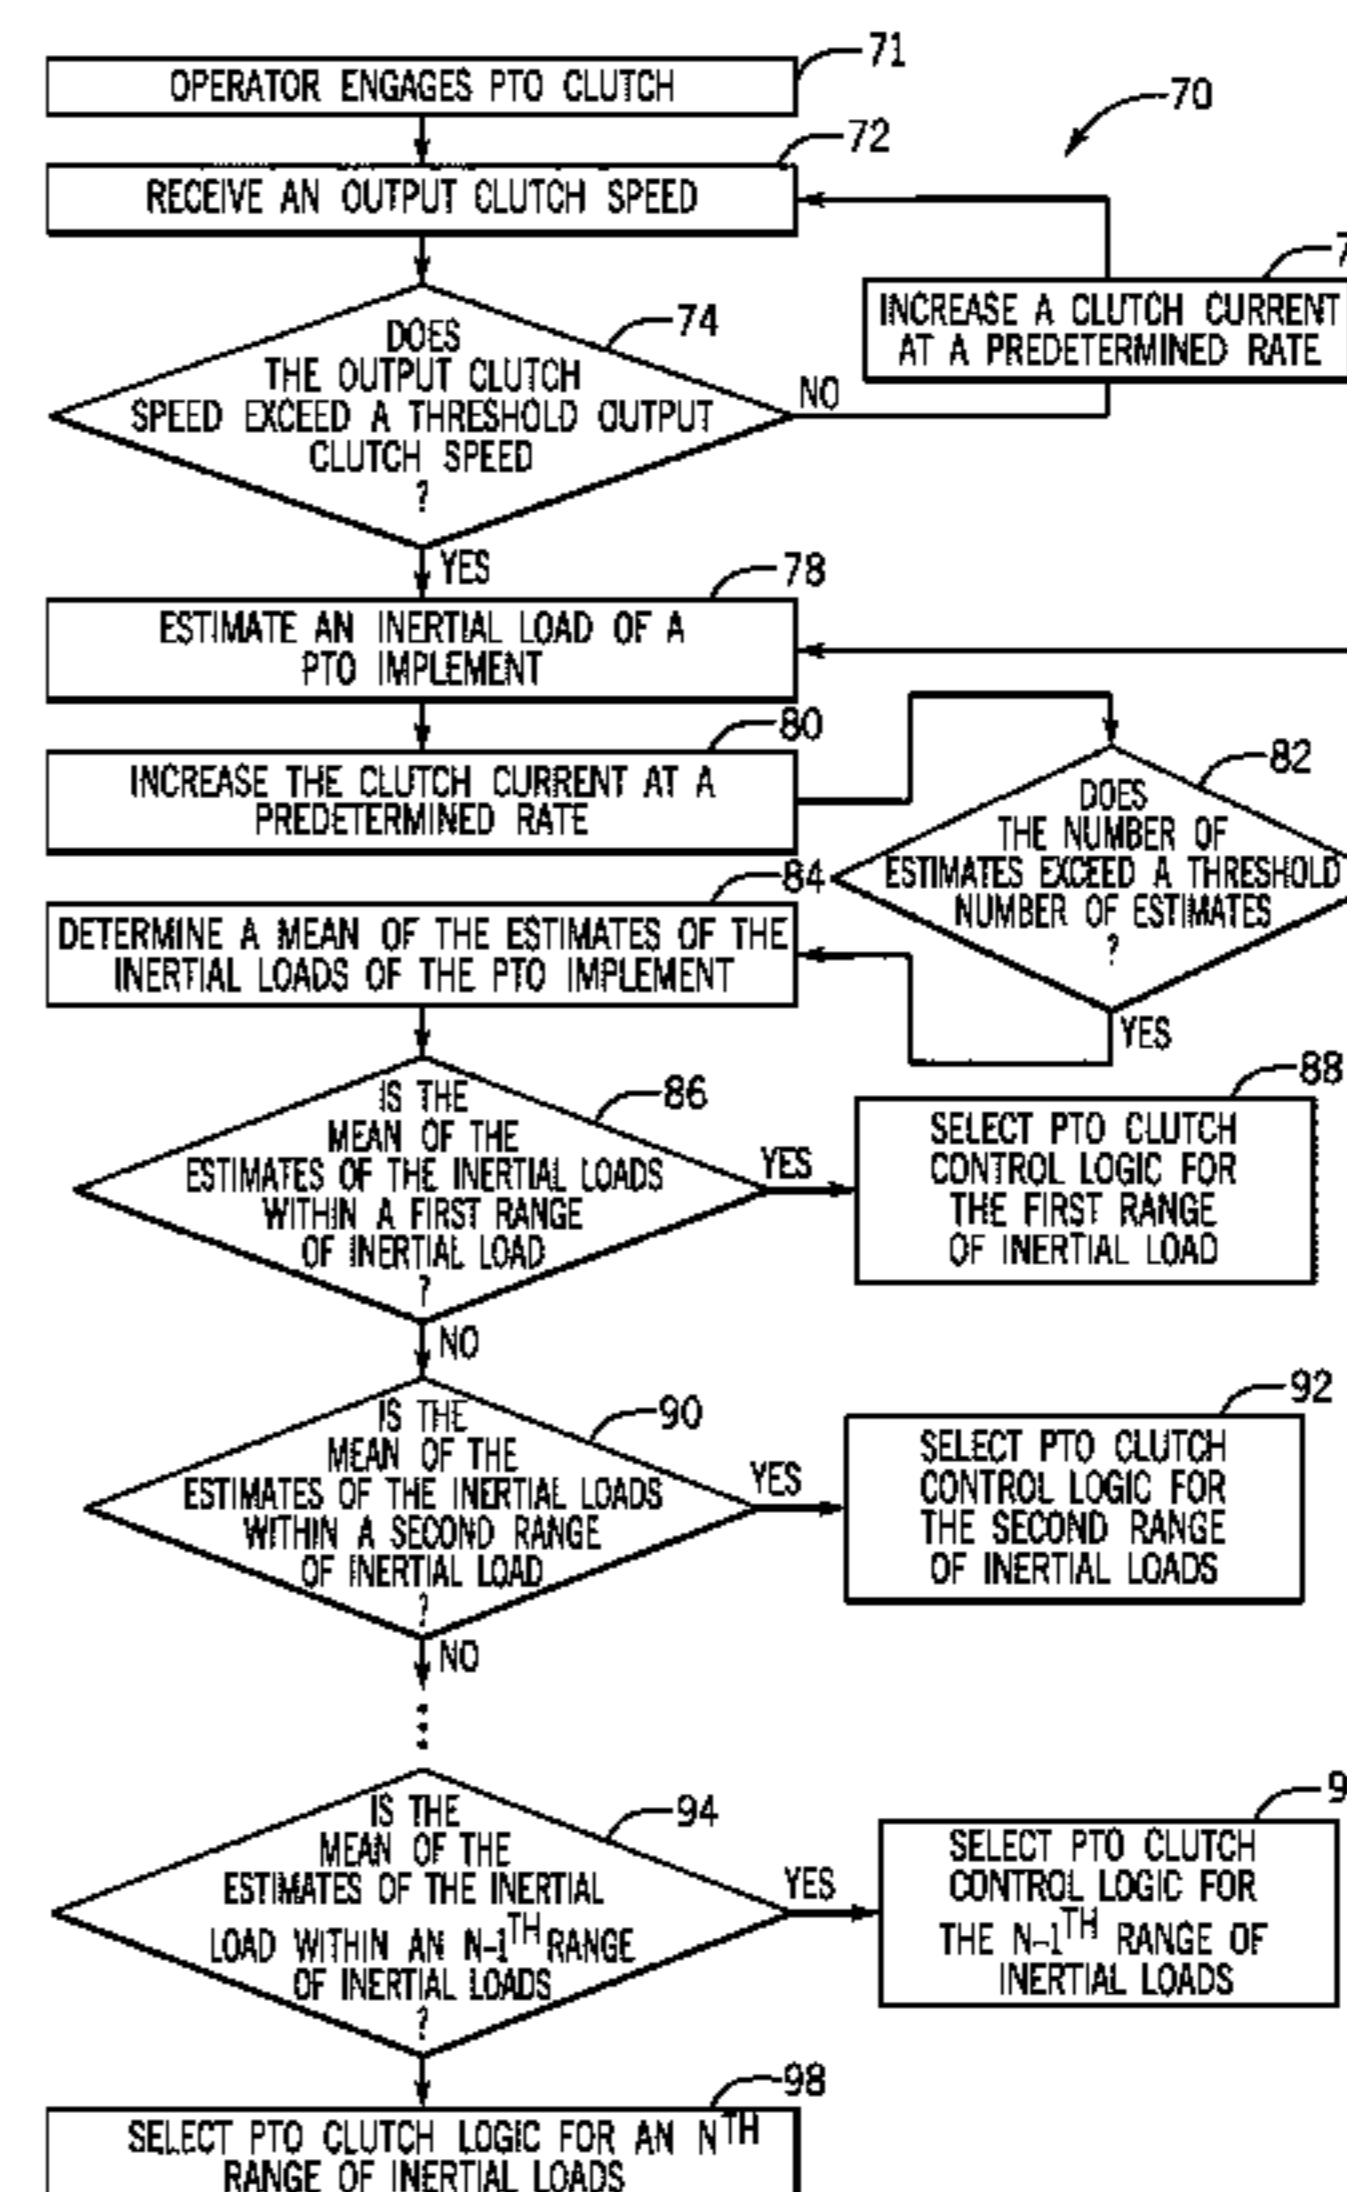 71
OPERATOR ENGAGES PTO CLUTCH
70
72
RECEIVE AN OUTPUT CLUTCH SPEED
74
DOES
THE OUTPUT CLUTCH
SPEED EXCEED A THRESHOLD OUTPUT
CLUTCH SPEED
?
NO
INCREASE A CLUTCH CURRENT
AT A PREDETERMINED RATE
YES
78
ESTIMATE AN INERTIAL LOAD OF A
PTO IMPLEMENT
80
INCREASE THE CLUTCH CURRENT AT A
PREDETERMINED RATE
82
DOES
THE NUMBER OF
ESTIMATES EXCEED A THRESHOLD
NUMBER OF ESTIMATES
?
YES
84
DETERMINE A MEAN OF THE ESTIMATES OF THE
INERTIAL LOADS OF THE PTO IMPLEMENT
86
IS THE
MEAN OF THE
ESTIMATES OF THE INERTIAL LOADS
WITHIN A FIRST RANGE
OF INERTIAL LOAD
?
YES
88
SELECT PTO CLUTCH
CONTROL LOGIC FOR
THE FIRST RANGE
OF INERTIAL LOAD
NO
90
IS THE
MEAN OF THE
ESTIMATES OF THE INERTIAL LOADS
WITHIN A SECOND RANGE
OF INERTIAL LOAD
?
YES
92
SELECT PTO CLUTCH
CONTROL LOGIC FOR
THE SECOND RANGE
OF INERTIAL LOADS
NO
94
IS THE
MEAN OF THE
ESTIMATES OF THE INERTIAL
LOAD WITHIN AN N-1TH RANGE
OF INERTIAL LOADS
?
YES
SELECT PTO CLUTCH
CONTROL LOGIC FOR
THE N-1TH RANGE OF
INERTIAL LOADS
98
SELECT PTO CLUTCH LOGIC FOR AN NTH
RANGE OF INERTIAL LOADS